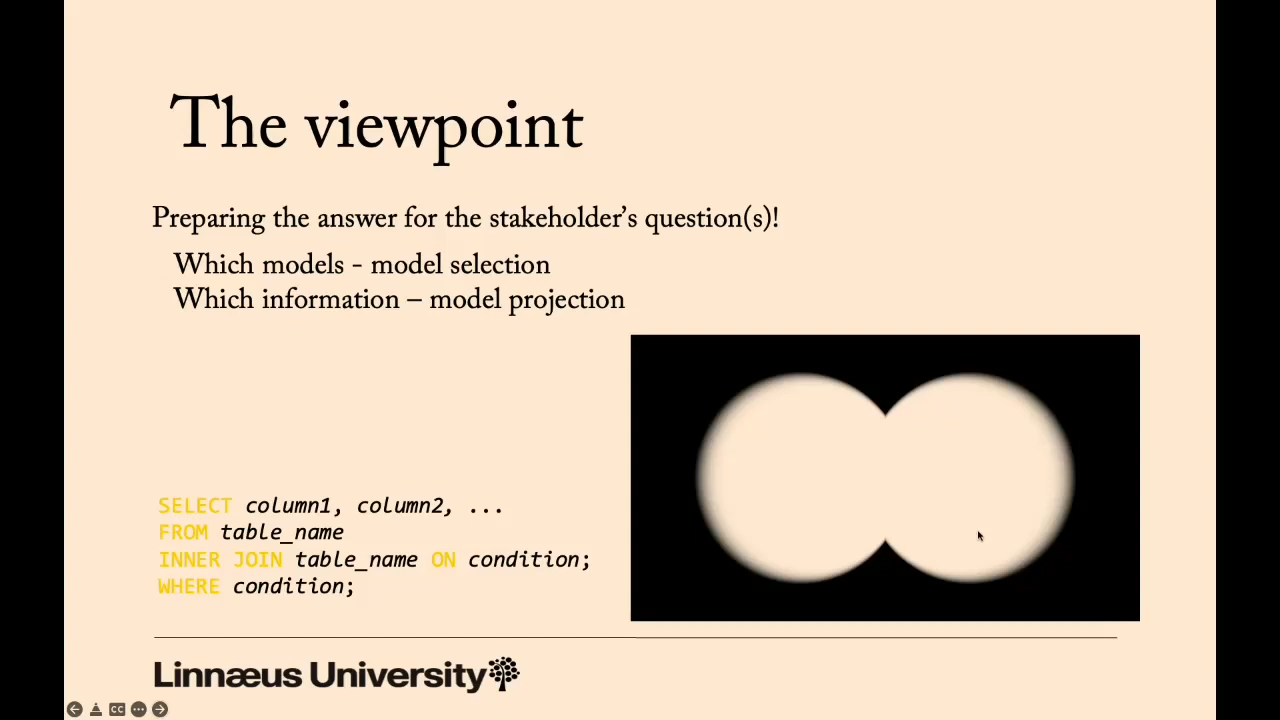 The viewpoint
Preparing the answer for the stakeholder’s question(s)!
Which models - model selection
Which information – model projection
SELECT column1, column2, ...
FROM table_name
INNER JOIN table_name ON condition;
WHERE condition;
Linnæus University
CC